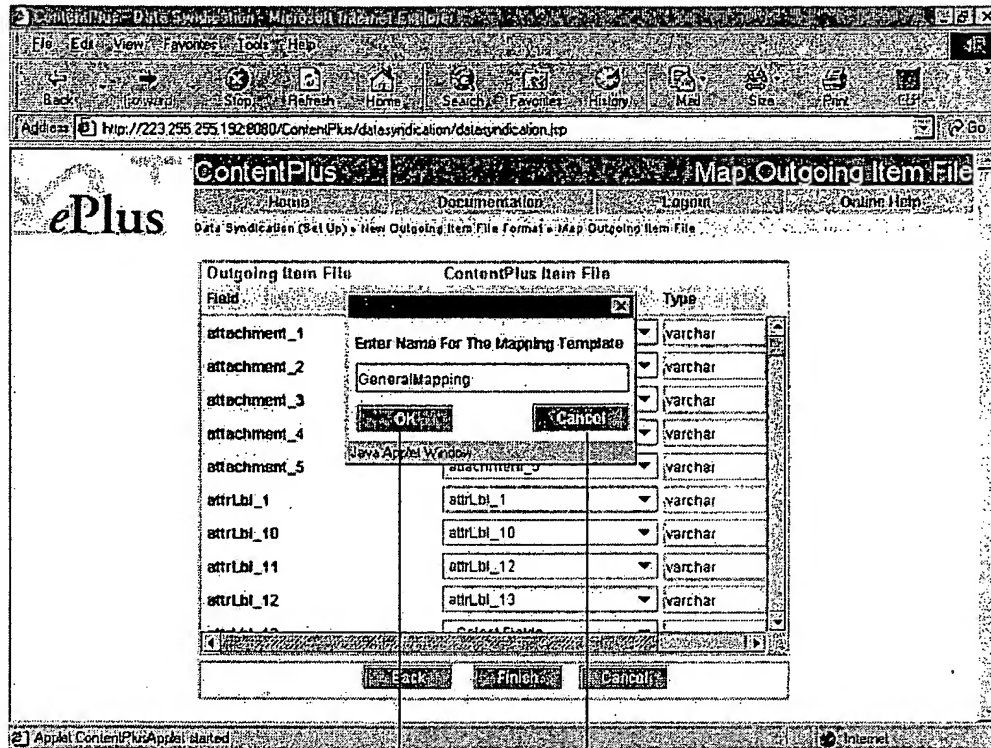 ContentPlus - Data Syndication - Microsoft Internet Explorer
File Edit View Favorites Tools Help
Back Forward Stop Refresh Home Search Favorites History Mail Size Print
Address http://223.255.255.192:8080/ContentPlus/datasyndication/datasyndication.jsp Go
ePlus
ContentPlus Map Outgoing Item File
Home Documentation Logout Online Help
Data Syndication (Set Up) » New Outgoing Item File Format » Map Outgoing Item File
Outgoing Item File ContentPlus Item File
Field Type
Enter Name For The Mapping Template
GeneralMapping
OK Cancel
Java Applet Window
attachment_1 varchar
attachment_2 varchar
attachment_3 varchar
attachment_4 varchar
attachment_5 attachment_5 varchar
attrLbl_1 attrLbl_1 varchar
attrLbl_10 attrLbl_10 varchar
attrLbl_11 attrLbl_12 varchar
attrLbl_12 attrLbl_13 varchar
Select Fields
Back Finish Cancel
Applet ContentPlusApplet started Internet